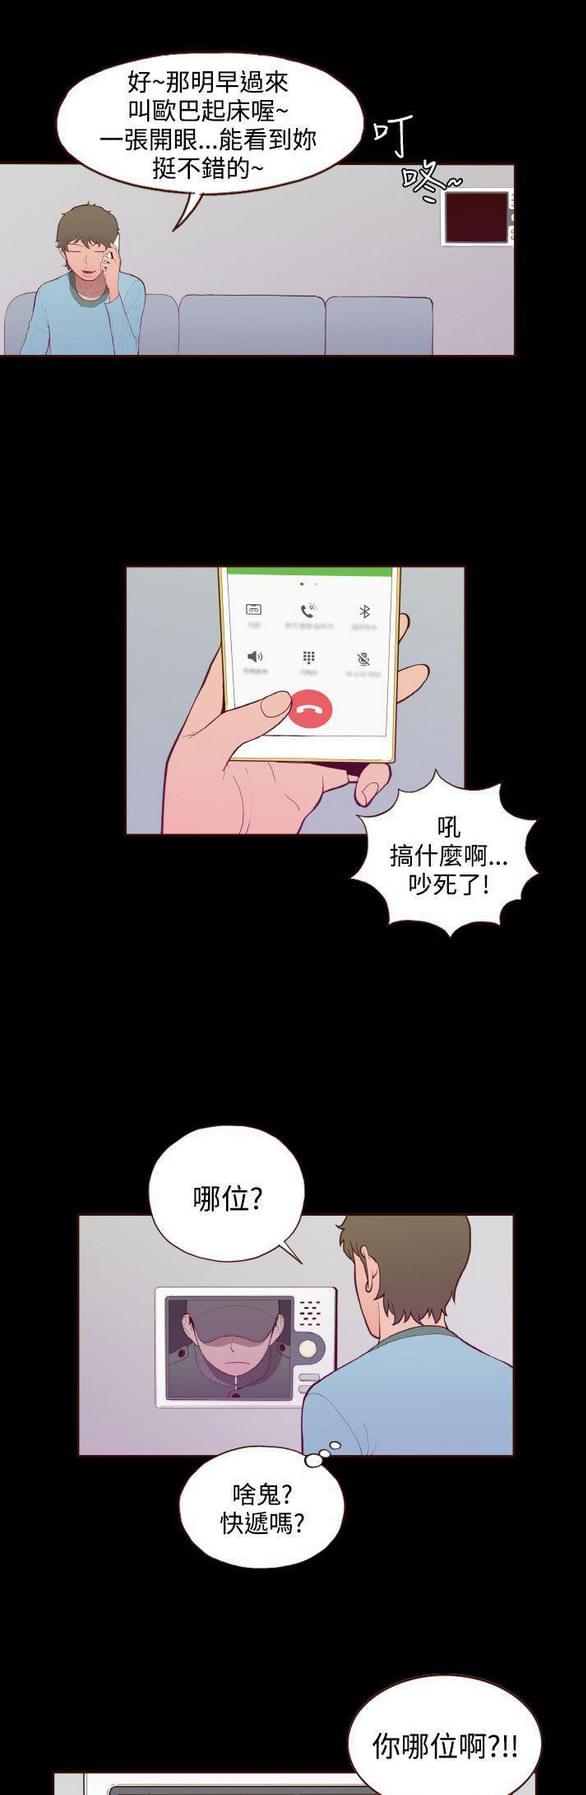 好~那明早過來
叫歐巴起床喔~
一張開眼...能看到妳
挺不錯的~
叮
咚~
吼
搞什麼啊...
吵死了!
哪位?
啥鬼?
快遞嗎?
你哪位啊?!!